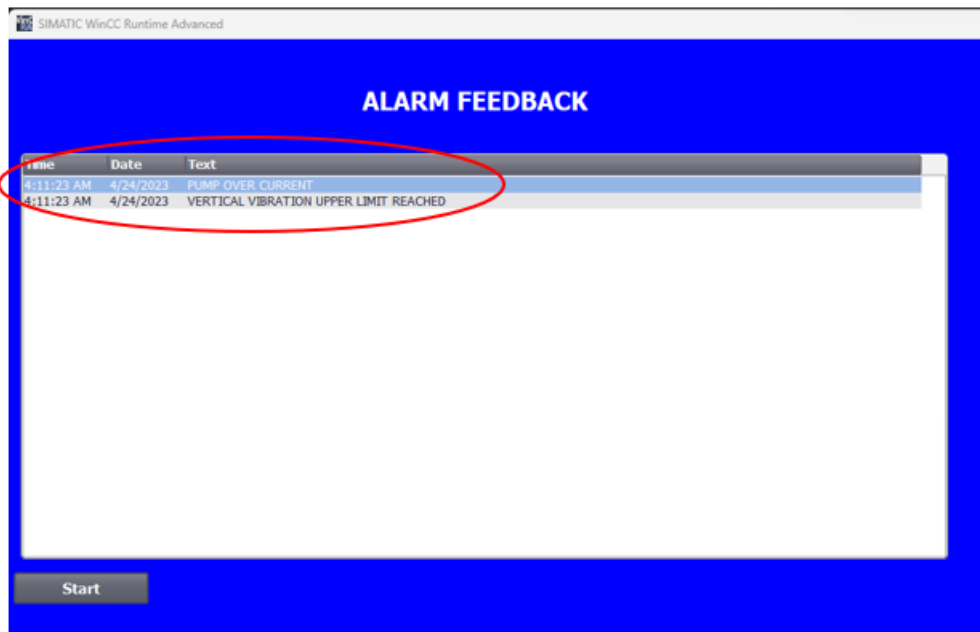 SIMATIC WinCC Runtime Advanced
ALARM FEEDBACK
Time Date Text
4:11:23 AM 4/24/2023 PUMP OVER CURRENT
4:11:23 AM 4/24/2023 VERTICAL VIBRATION UPPER LIMIT REACHED
Start